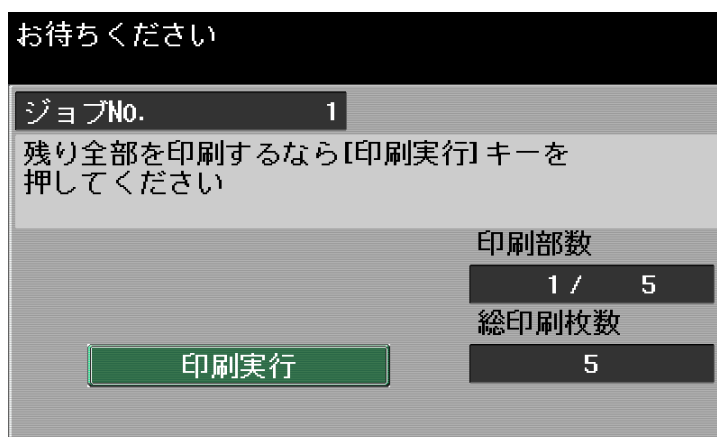 お待ちください
ジョブNo. 1
残り全部を印刷するなら[印刷実行]キーを
押してください
印刷部数
1/ 5
総印刷枚数
印刷実行
5